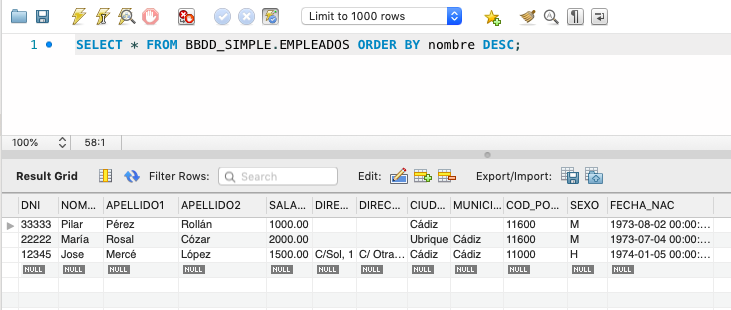 Limit to 1000 rows
1 SELECT * FROM BBDD_SIMPLE.EMPLEADOS ORDER BY nombre DESC;
100% 58:1
Result Grid Filter Rows: Search Edit: Export/Import:
DNI NOM... APELLIDO1 APELLIDO2 SALA... DIRE... DIREC... CIUD... MUNICI... COD_PO... SEXO FECHA_NAC
33333 Pilar Pérez Rollán 1000.00 Cádiz 11600 M 1973-08-02 00:00:...
22222 María Rosal Cózar 2000.00 Ubrique Cádiz 11600 M 1973-07-04 00:00:...
12345 Jose Mercé López 1500.00 C/Sol, 1 C/ Otra... Cádiz Cádiz 11000 H 1974-01-05 00:00:...
NULL NULL NULL NULL NULL NULL NULL NULL NULL NULL NULL NULL